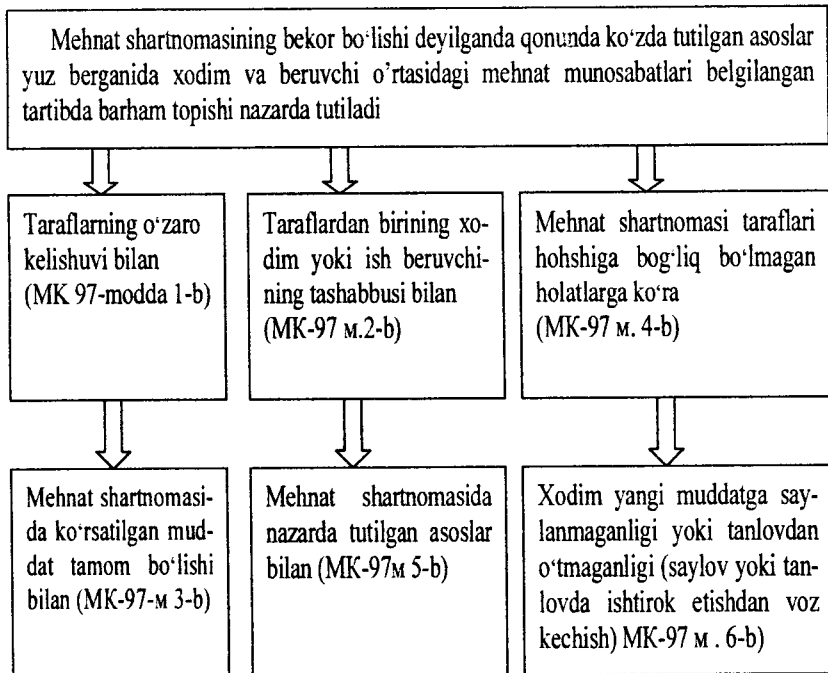 Mehnat shartnomasining bekor bo‘lishi deyilganda qonunda ko‘zda tutilgan asoslar
yuz berganida xodim va beruvchi o‘rtasidagi mehnat munosabatlari belgilangan
tartibda barham topishi nazarda tutiladi
Taraflarning o‘zaro
kelishuvi bilan
(MK 97-modda 1-b)
Taraflardan birining xo-
dim yoki ish beruvchi-
ning tashabbusi bilan
(MK-97 м.2-b)
Mehnat shartnomasi taraflari
hohshiga bog‘liq bo‘lmagan
holatlarga ko‘ra
(MK-97 м. 4-b)
Mehnat shartnomasi-
da ko‘rsatilgan mud-
dat tamom bo‘lishi
bilan (MK-97-м 3-b)
Mehnat shartnomasida
nazarda tutilgan asoslar
bilan (MK-97м 5-b)
Xodim yangi muddatga say-
lanmaganligi yoki tanlovdan
o‘tmaganligi (saylov yoki tan-
lovda ishtirok etishdan voz
kechish) MK-97 м . 6-b)